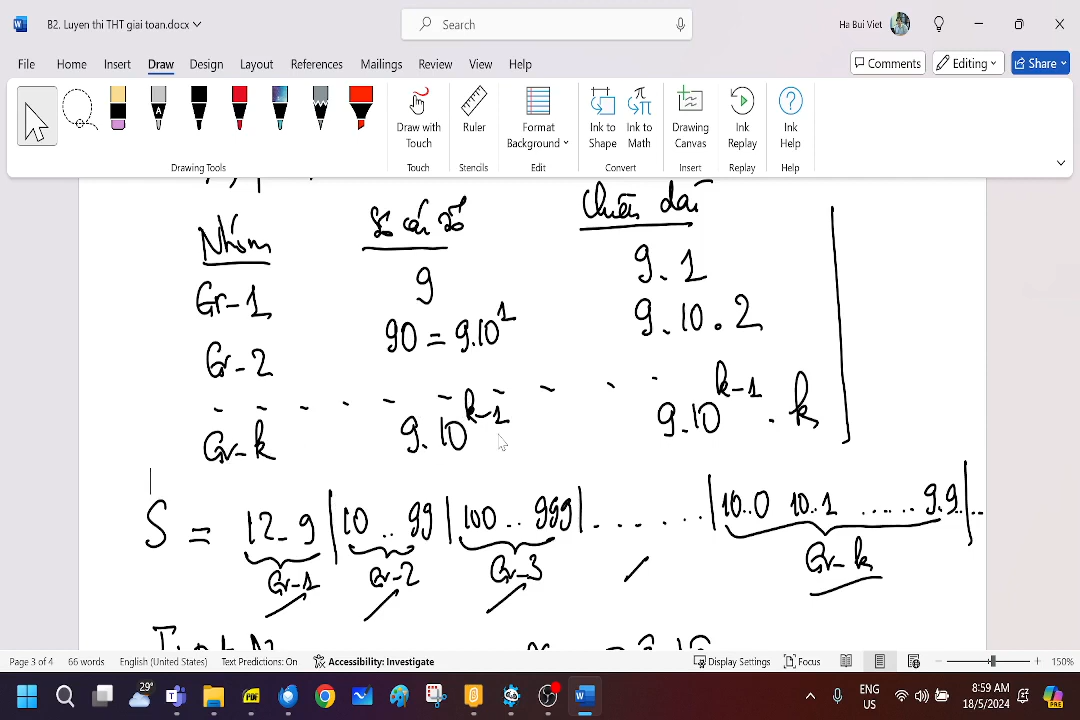 B2. Luyen thi THT giai toan.docx
Search
Ha Bui Viet
File Home Insert Draw Design Layout References Mailings Review View Help
Comments Editing Share
Draw with Touch
Ruler
Format Background
Ink to Shape
Ink to Math
Drawing Canvas
Ink Replay
Ink Help
Drawing Tools Touch Stencils Edit Convert Insert Replay Help
Nhóm Số các số Chiều dài
Gr-1 9 9.1
Gr-2 90 = 9.10^1 9.10.2
- - - - - - - - - -
Gr-k 9.10^{k-1} 9.10^{k-1}.k
S = 12..9|10..99|100..999|.......|10..0 10..1 ...... 9..9|..
Gr-1 Gr-2 Gr-3 Gr-k
Page 3 of 4 66 words English (United States) Text Predictions: On Accessibility: Investigate Display Settings Focus 150%
29° ENG US 8:59 AM 18/5/2024 PRE